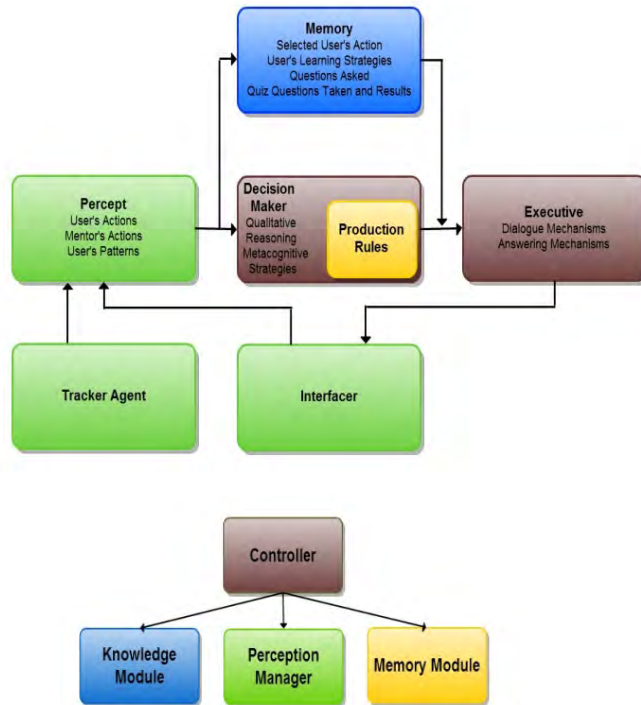 Memory
Selected User's Action
User's Learning Strategies
Questions Asked
Quiz Questions Taken and Results
Percept
User's Actions
Mentor's Actions
User's Patterns
Decision
Maker
Qualitative
Reasoning
Metacognitive
Strategies
Production
Rules
Executive
Dialogue Mechanisms
Answering Mechanisms
Tracker Agent
Interfacer
Controller
Knowledge
Module
Perception
Manager
Memory Module